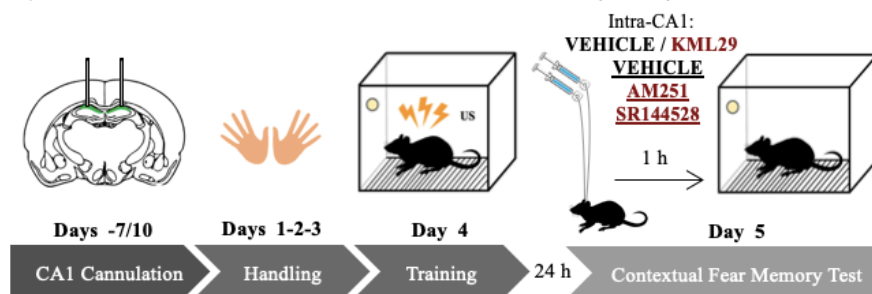 Intra-CA1:
VEHICLE / KML29
VEHICLE
AM251
SR144528
US
1 h
Days -7/10
Days 1-2-3
Day 4
Day 5
CA1 Cannulation
Handling
Training
24 h
Contextual Fear Memory Test